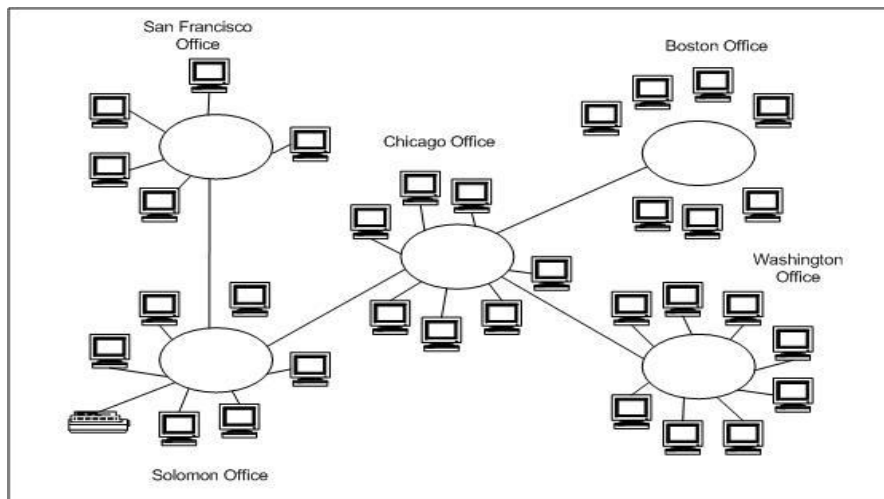 San Francisco
Office
Boston Office
Chicago Office
Washington
Office
Solomon Office